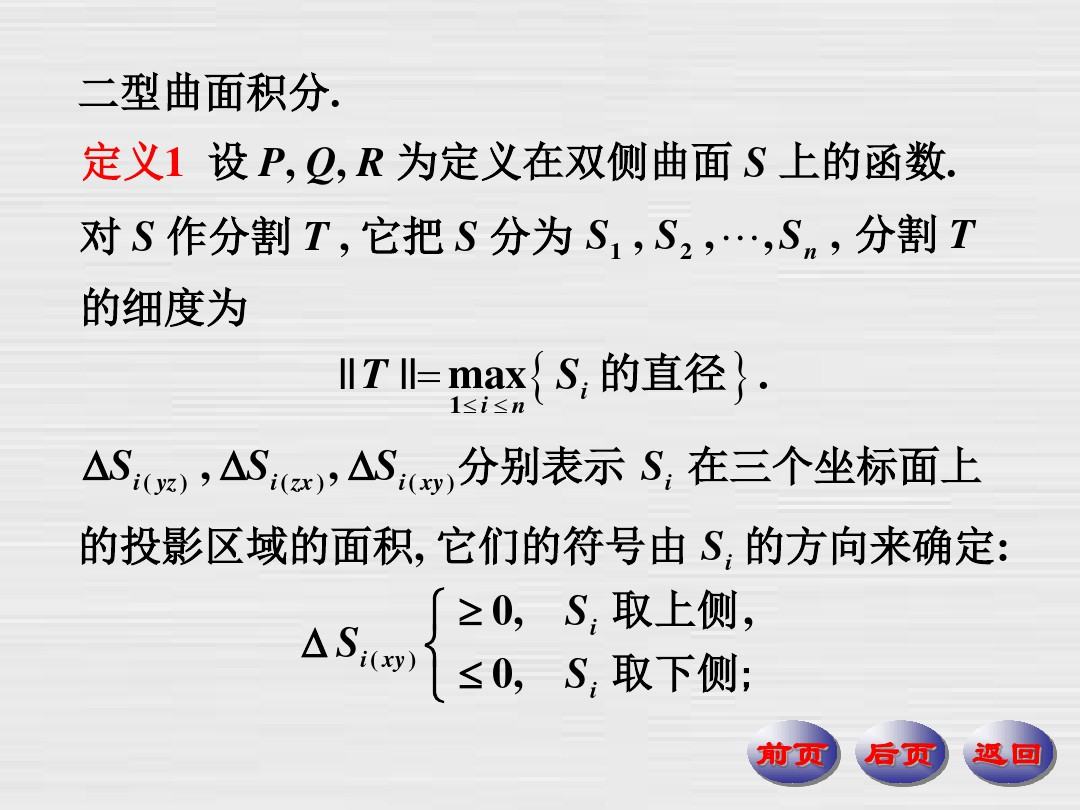 二型曲面积分.
定义1 设 P, Q, R 为定义在双侧曲面 S 上的函数.
对 S 作分割 T , 它把 S 分为 S₁ , S₂ , ⋯, Sₙ , 分割 T
的细度为
||T||= max{ Sᵢ 的直径 } .
1≤i≤n
ΔS_{i(yz)} , ΔS_{i(zx)}, ΔS_{i(xy)}分别表示 Sᵢ 在三个坐标面上
的投影区域的面积, 它们的符号由 Sᵢ 的方向来确定:
ΔS_{i(xy)} { ≥ 0, Sᵢ 取上侧,
≤ 0, Sᵢ 取下侧;
前页 后页 返回